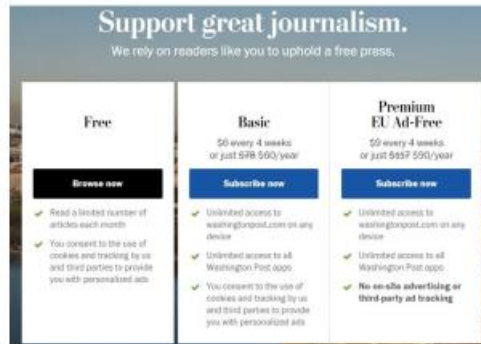 Support great journalism.
We rely on readers like you to uphold a free press.
Free
Browse now
Read a limited number of
articles each month
You consent to the use of
cookies and tracking by us
and third parties to provide
you with personalised ads
Basic
$6 every 4 weeks
or just $78 $60/year
Subscribe now
Unlimited access to
washingtonpost.com on any
device
Unlimited access to all
Washington Post apps
You consent to the use of
cookies and tracking by us
and third parties to provide
you with personalized ads
Premium
EU Ad-Free
$9 every 4 weeks
or just $90/year
Subscribe now
Unlimited access to
washingtonpost.com on any
device
Unlimited access to all
Washington Post apps
No on-site advertising or
third-party ad tracking